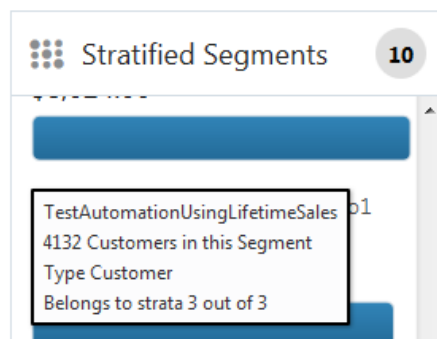 Stratified Segments 10
TestAutomationUsingLifetimeSales
4132 Customers in this Segment
Type Customer
Belongs to strata 3 out of 3